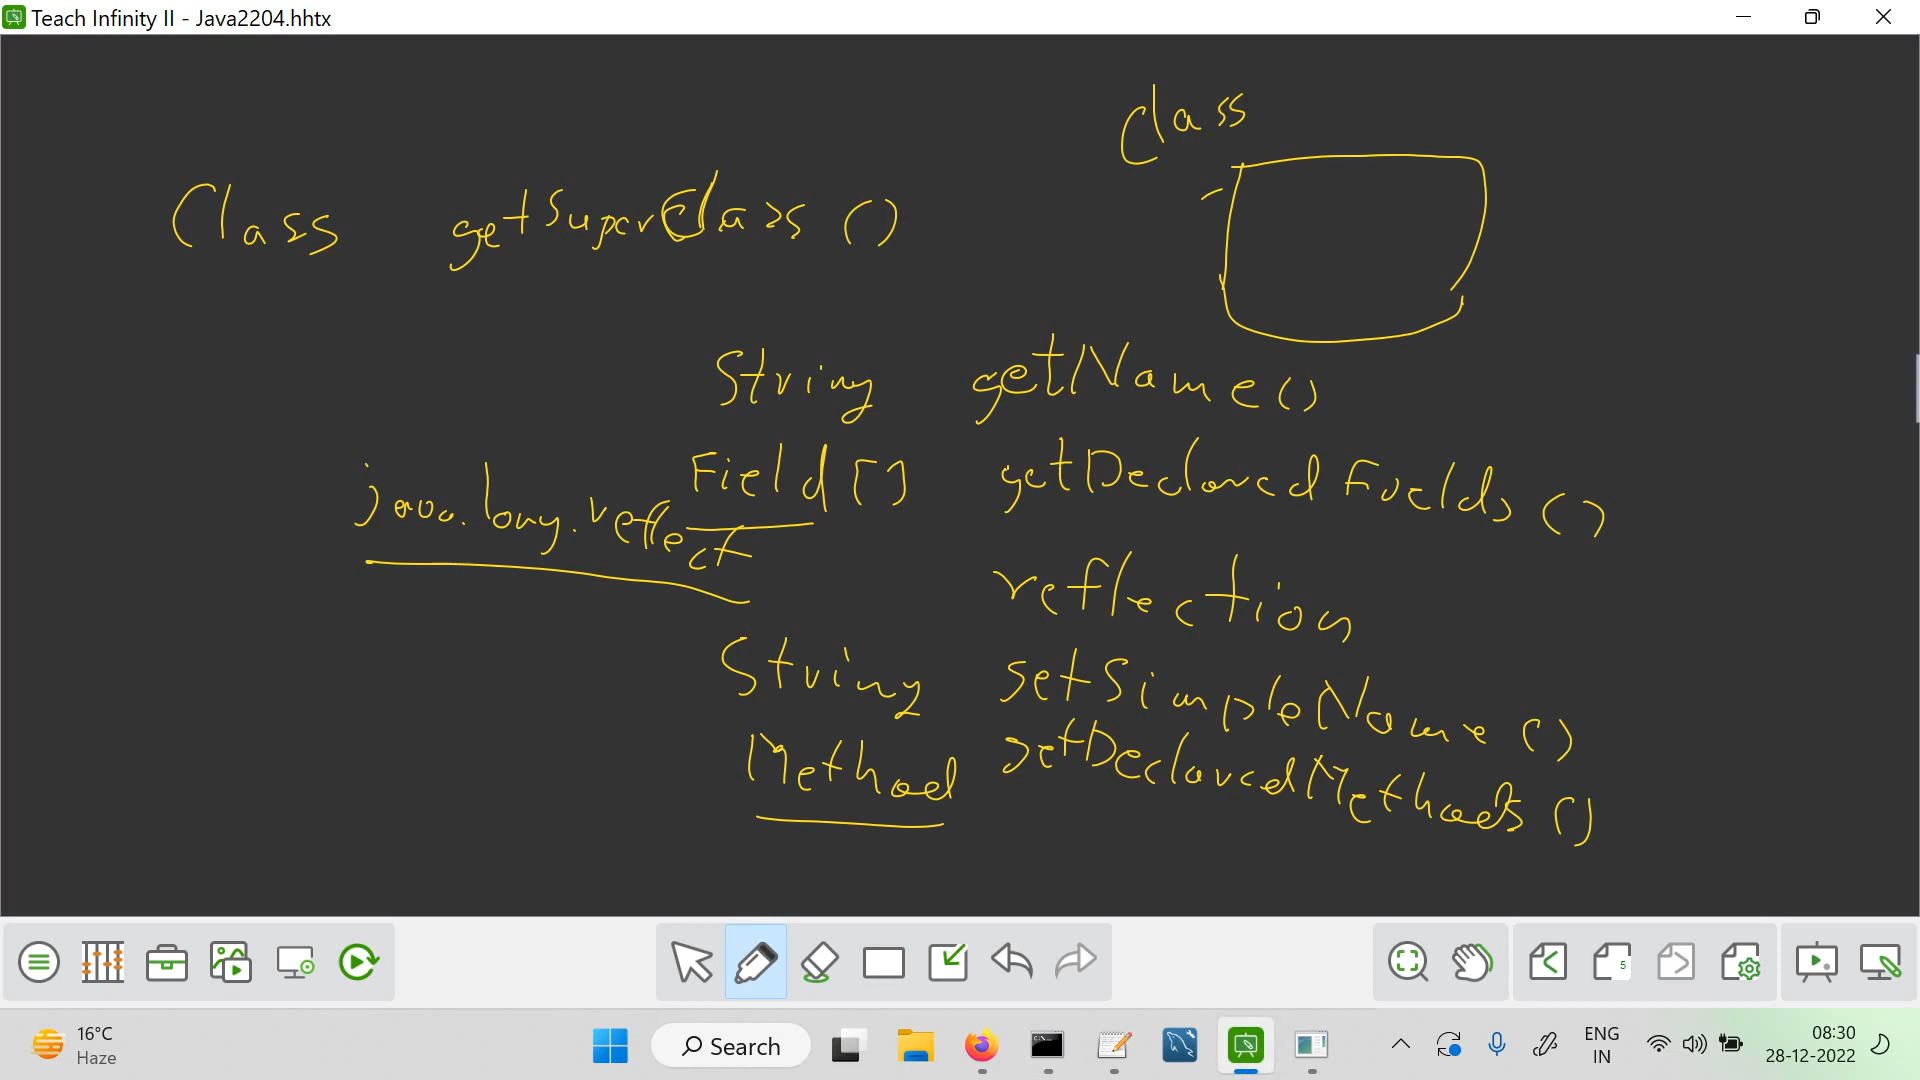 Teach Infinity II - Java2204.hhtx
Class
Class getSuperClass ()
String getName()
Field[] getDeclaredFields()
java.lang.reflect
reflection
String getSimpleName()
Method getDeclaredMethods()
5
16°C
Haze
Search
ENG
IN
08:30
28-12-2022